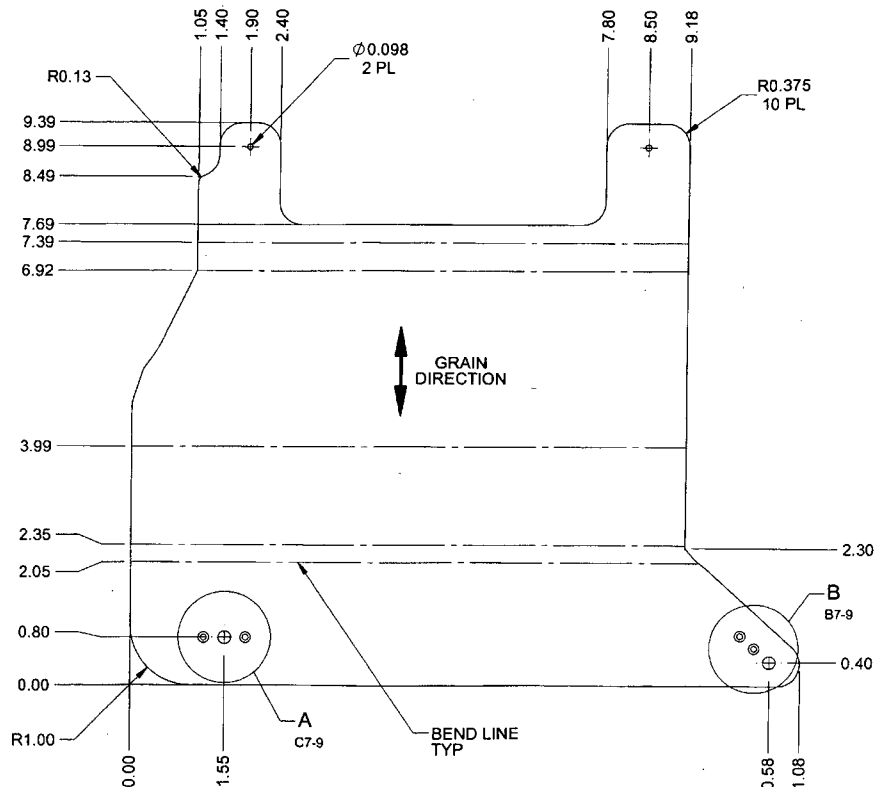 1.05
1.40
1.90
2.40
Ø0.098
2 PL
7.80
8.50
9.18
R0.13
R0.375
10 PL
9.39
8.99
8.49
7.69
7.39
6.92
GRAIN
DIRECTION
3.99
2.35
2.30
2.05
B
B7-9
0.80
0.40
0.00
A
C7-9
R1.00
BEND LINE
TYP
0.00
1.55
0.58
1.08